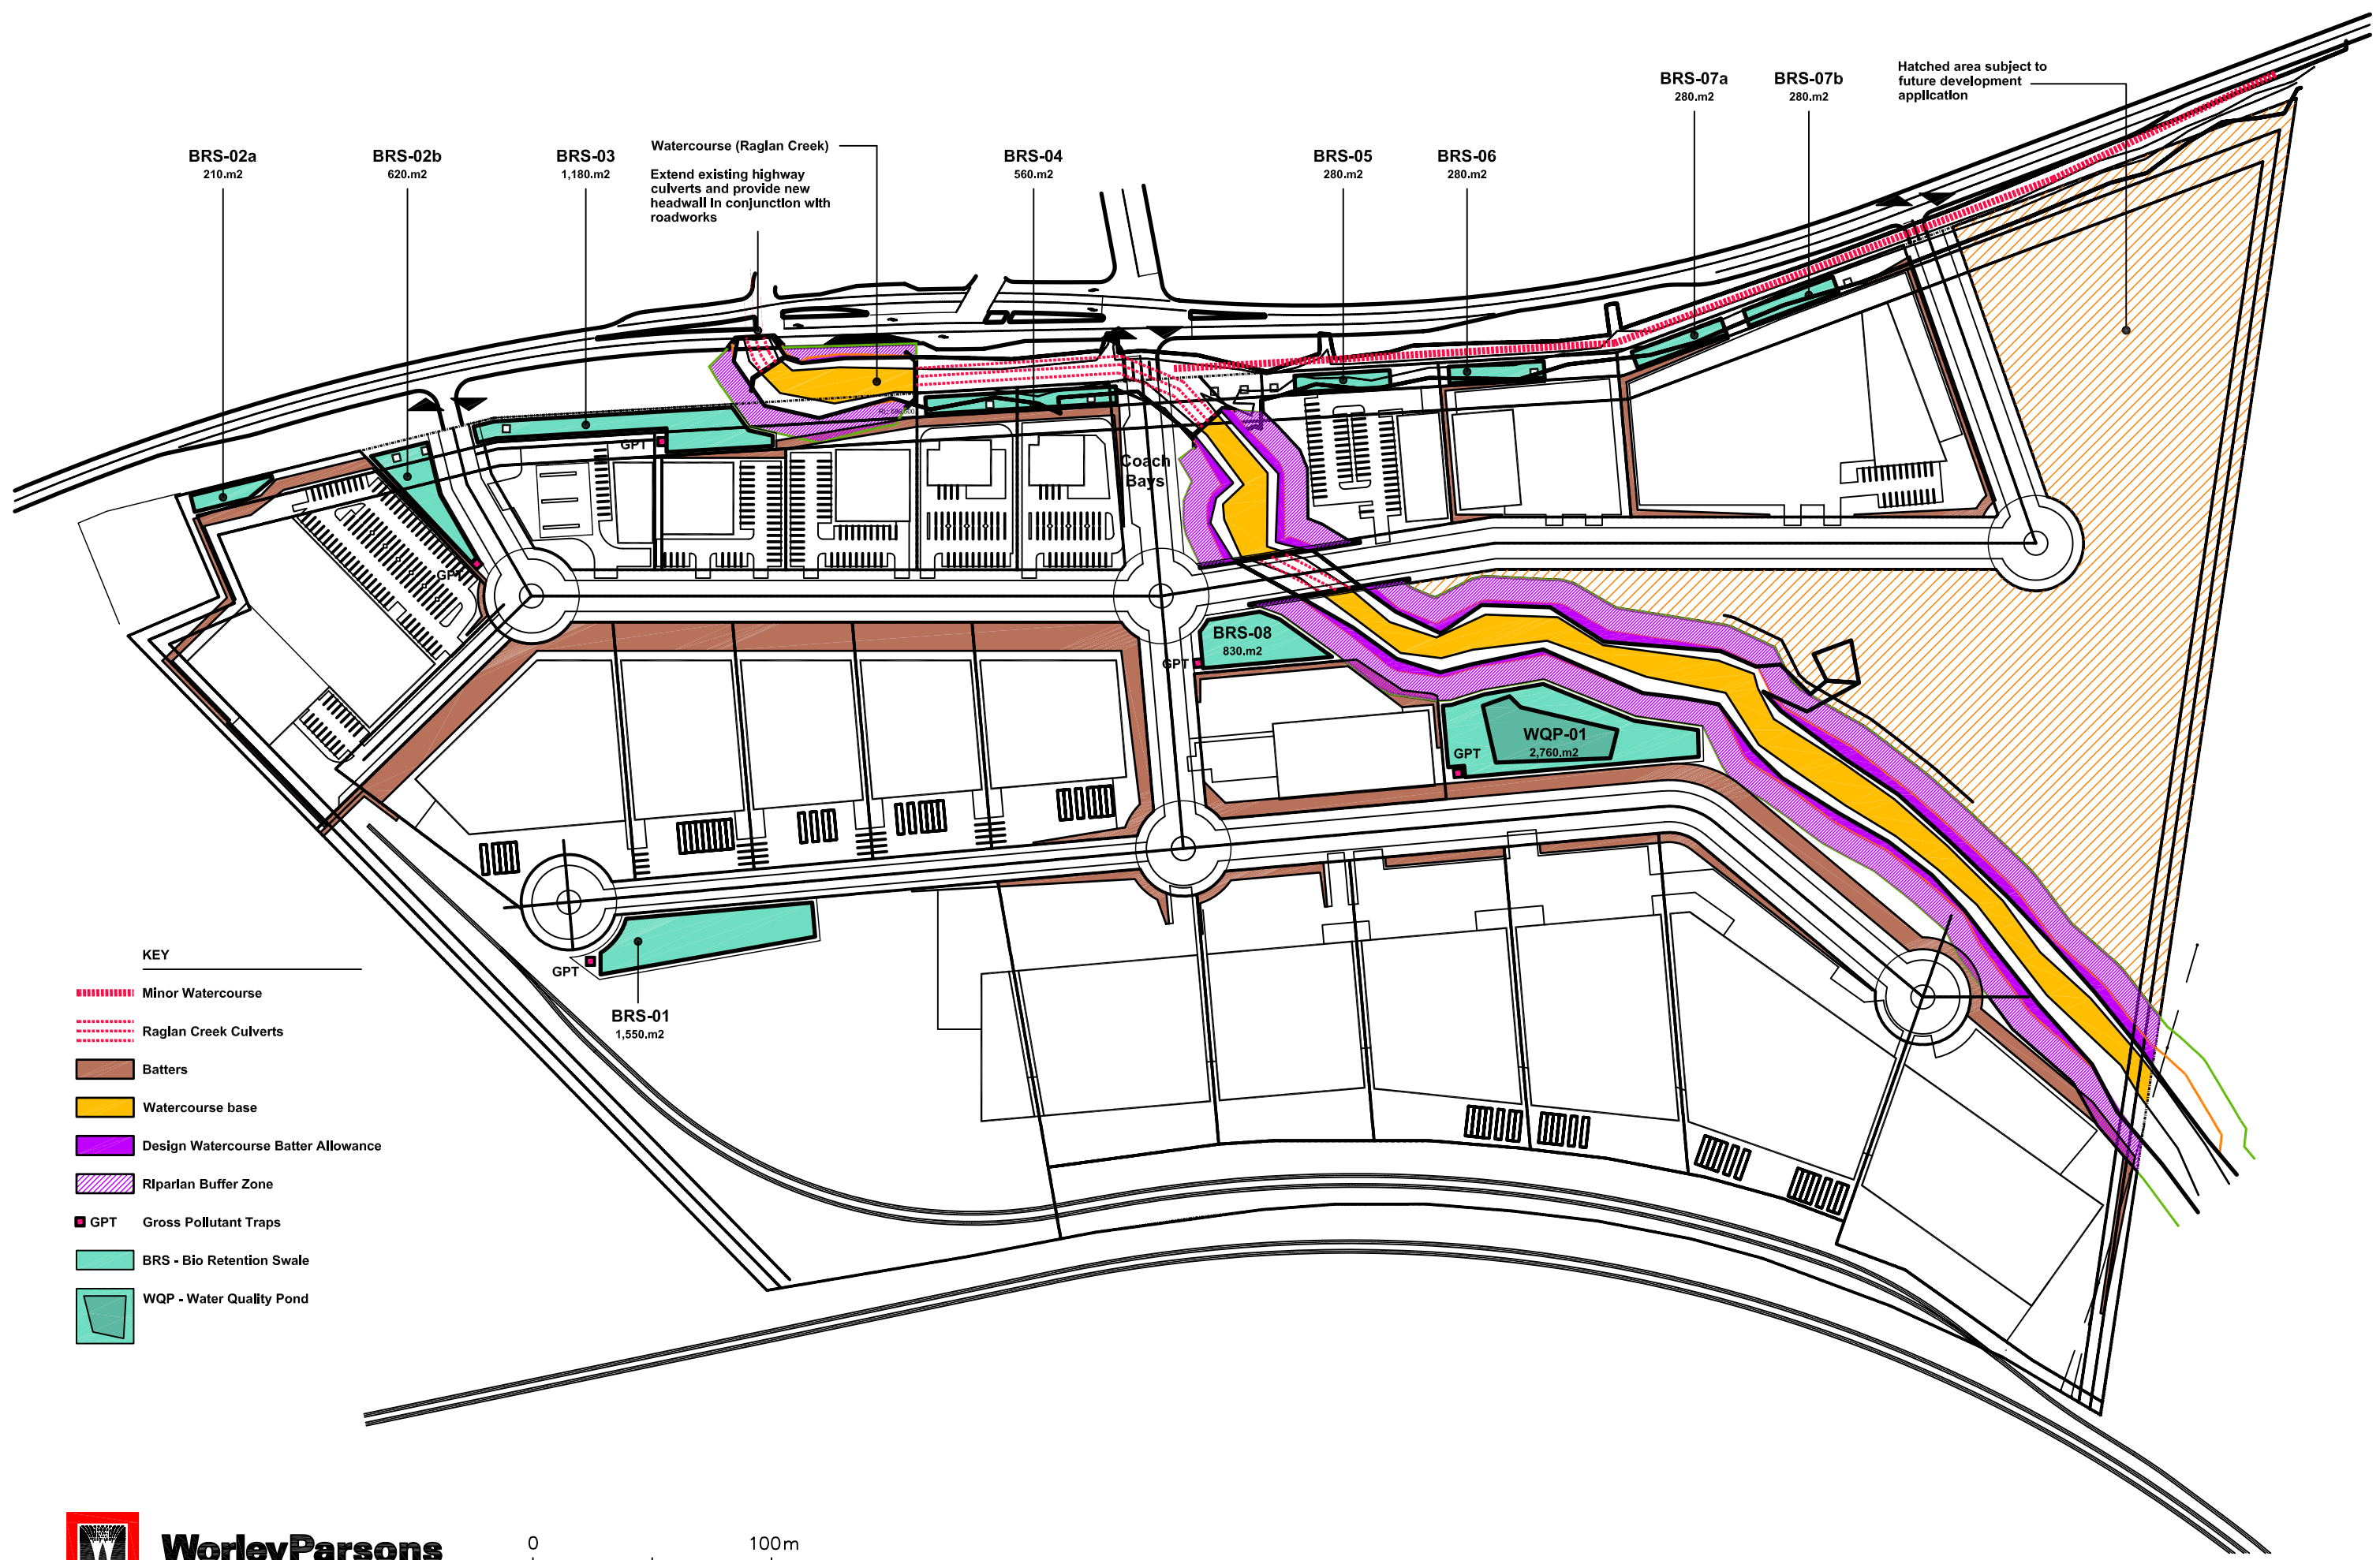 BRS-07a
280.m2
BRS-07b
280.m2
Hatched area subject to
future development
application
BRS-02a
210.m2
BRS-02b
620.m2
BRS-03
1,180.m2
Watercourse (Raglan Creek)
Extend existing highway
culverts and provide new
headwall in conjunction with
roadworks
BRS-04
560.m2
BRS-05
280.m2
BRS-06
280.m2
GPT
Coach
Bays
GPT
BRS-08
830.m2
GPT
WQP-01
2,760.m2
GPT
GPT
BRS-01
1,550.m2
KEY
Minor Watercourse
Raglan Creek Culverts
Batters
Watercourse base
Design Watercourse Batter Allowance
Riparian Buffer Zone
GPT Gross Pollutant Traps
BRS - Bio Retention Swale
WQP - Water Quality Pond
WorleyParsons
0 100m